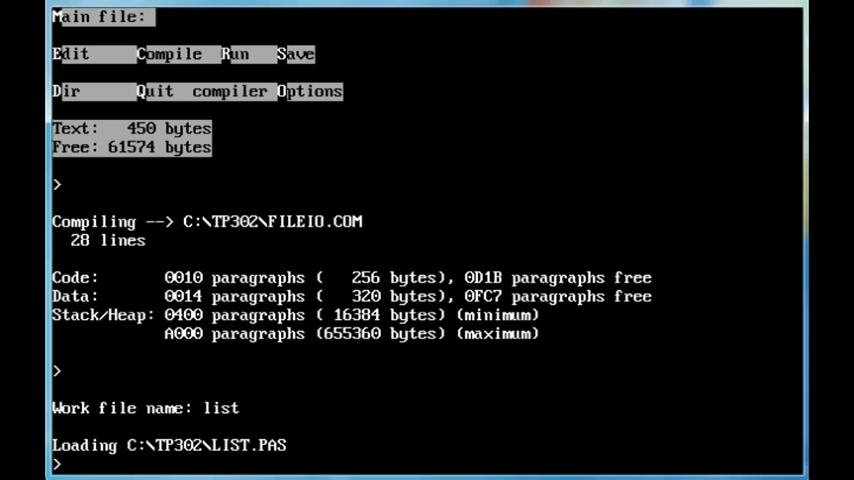 Main file:
Edit     Compile  Run   Save
Dir      Quit  compiler Options
Text:   450 bytes
Free: 61574 bytes
>
Compiling --> C:\TP302\FILEIO.COM
  28 lines
Code:       0010 paragraphs (   256 bytes), 0D1B paragraphs free
Data:       0014 paragraphs (   320 bytes), 0FC7 paragraphs free
Stack/Heap: 0400 paragraphs ( 16384 bytes) (minimum)
            A000 paragraphs (655360 bytes) (maximum)
>
Work file name: list
Loading C:\TP302\LIST.PAS
>